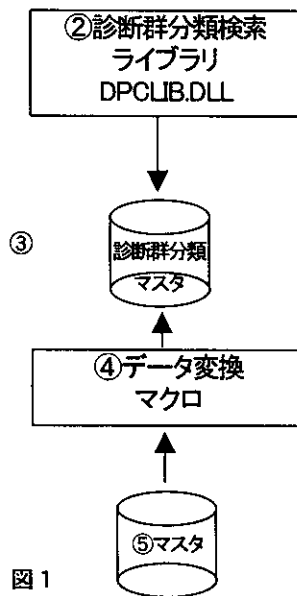 ②診断群分類検索
ライブラリ
DPCLIB.DLL
③
診断群分類
マスタ
④データ変換
マクロ
⑤マスタ
図1